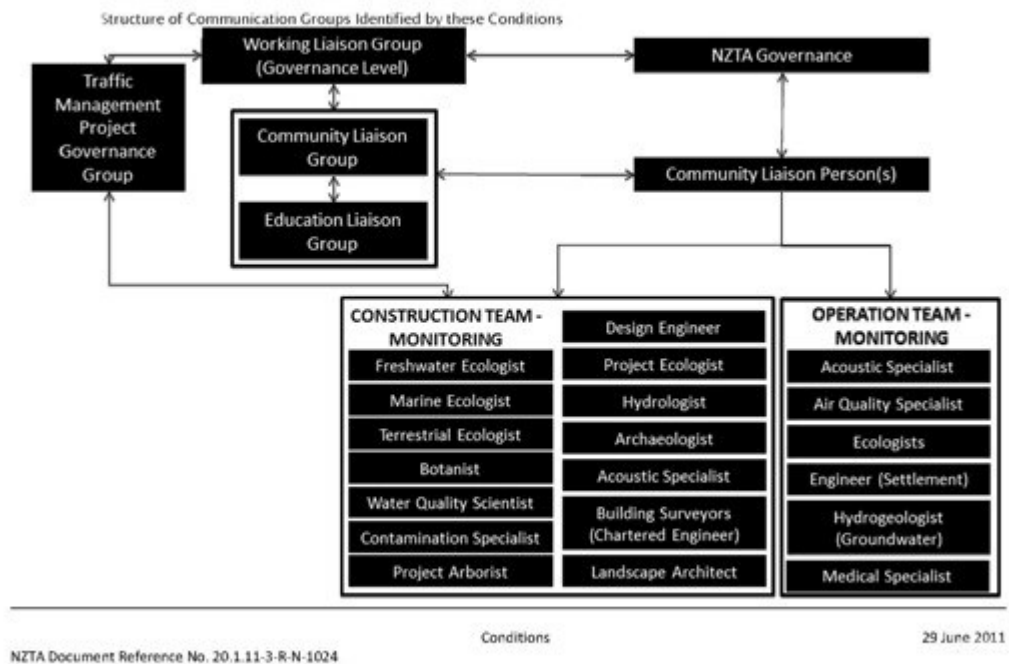 Structure of Communication Groups Identified by these Conditions
Working Liaison Group
(Governance Level)
NZTA Governance
Traffic
Management
Project
Governance
Group
Community Liaison
Group
Community Liaison Person(s)
Education Liaison
Group
CONSTRUCTION TEAM -
MONITORING
Freshwater Ecologist
Marine Ecologist
Terrestrial Ecologist
Botanist
Water Quality Scientist
Contamination Specialist
Project Arborist
Design Engineer
Project Ecologist
Hydrologist
Archaeologist
Acoustic Specialist
Building Surveyors
(Chartered Engineer)
Landscape Architect
OPERATION TEAM -
MONITORING
Acoustic Specialist
Air Quality Specialist
Ecologists
Engineer (Settlement)
Hydrogeologist
(Groundwater)
Medical Specialist
Conditions
29 June 2011
NZTA Document Reference No. 20.1.11-3-R-N-1024